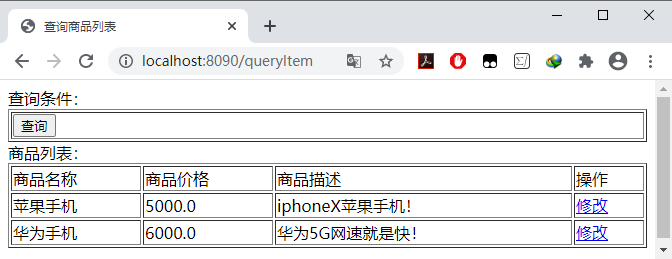 查询商品列表
localhost:8090/queryItem
查询条件：
查询
商品列表：
商品名称 商品价格 商品描述 操作
苹果手机 5000.0 iphoneX苹果手机！ 修改
华为手机 6000.0 华为5G网速就是快！ 修改